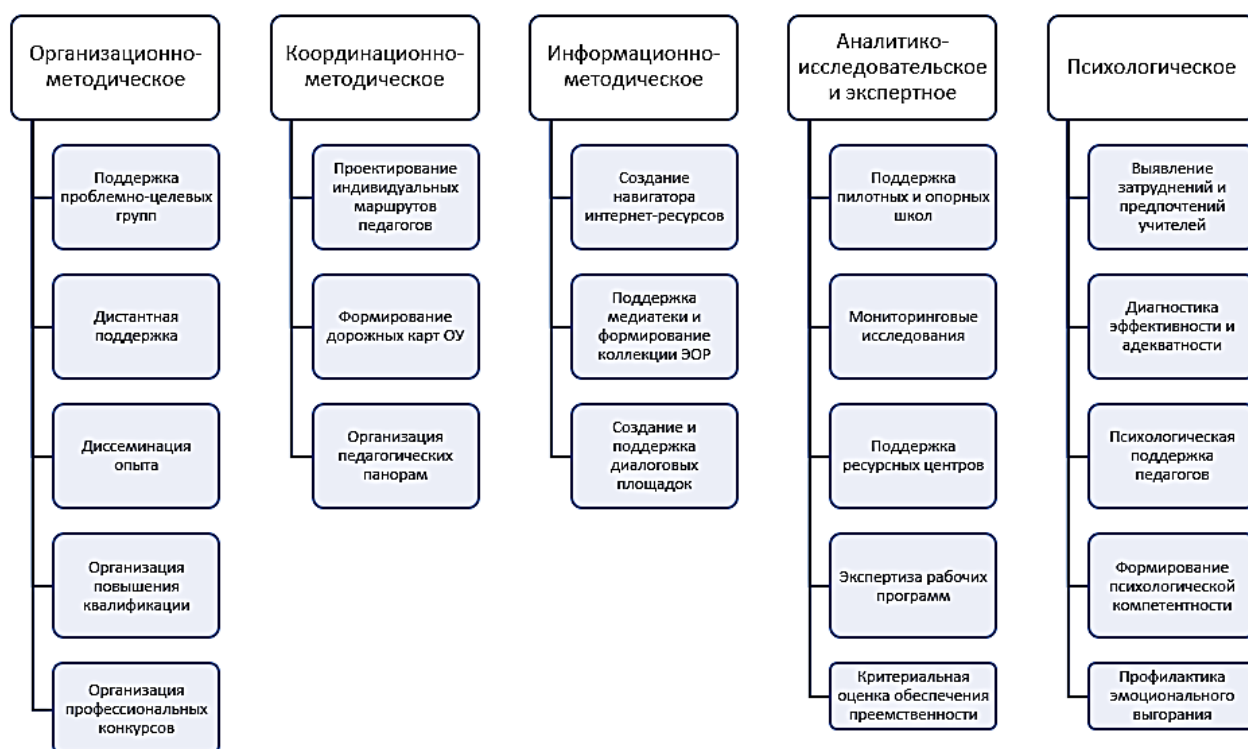 Организационно-
методическое
Поддержка
проблемно-целевых
групп
Дистантная
поддержка
Диссеминация
опыта
Организация
повышения
квалификации
Организация
профессиональных
конкурсов
Координационно-
методическое
Проектирование
индивидуальных
маршрутов
педагогов
Формирование
дорожных карт ОУ
Организация
педагогических
панорам
Информационно-
методическое
Создание
навигатора
интернет-ресурсов
Поддержка
медиатеки и
формирование
коллекции ЭОР
Создание и
поддержка
диалоговых
площадок
Аналитико-
исследовательское
и экспертное
Поддержка
пилотных и опорных
школ
Мониторинговые
исследования
Поддержка
ресурсных центров
Экспертиза рабочих
программ
Критериальная
оценка обеспечения
преемственности
Психологическое
Выявление
затруднений и
предпочтений
учителей
Диагностика
эффективности и
адекватности
Психологическая
поддержка
педагогов
Формирование
психологической
компетентности
Профилактика
эмоционального
выгорания